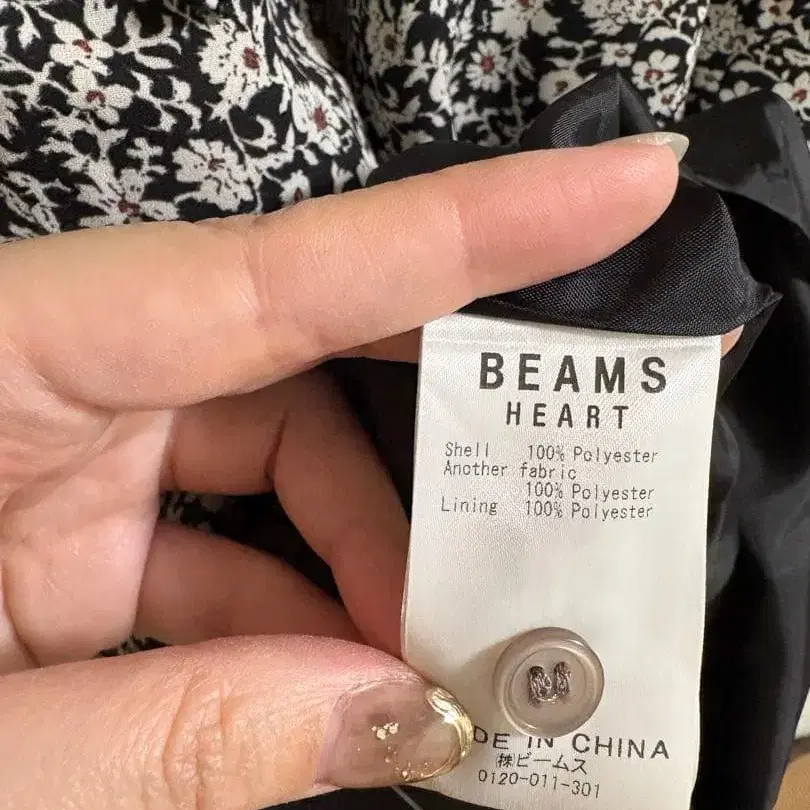 BEAMS
HEART
Shell 100% Polyester
Another fabric
100% Polyester
Lining 100% Polyester
DE IN CHINA
(株)ビームス
0120-011-301